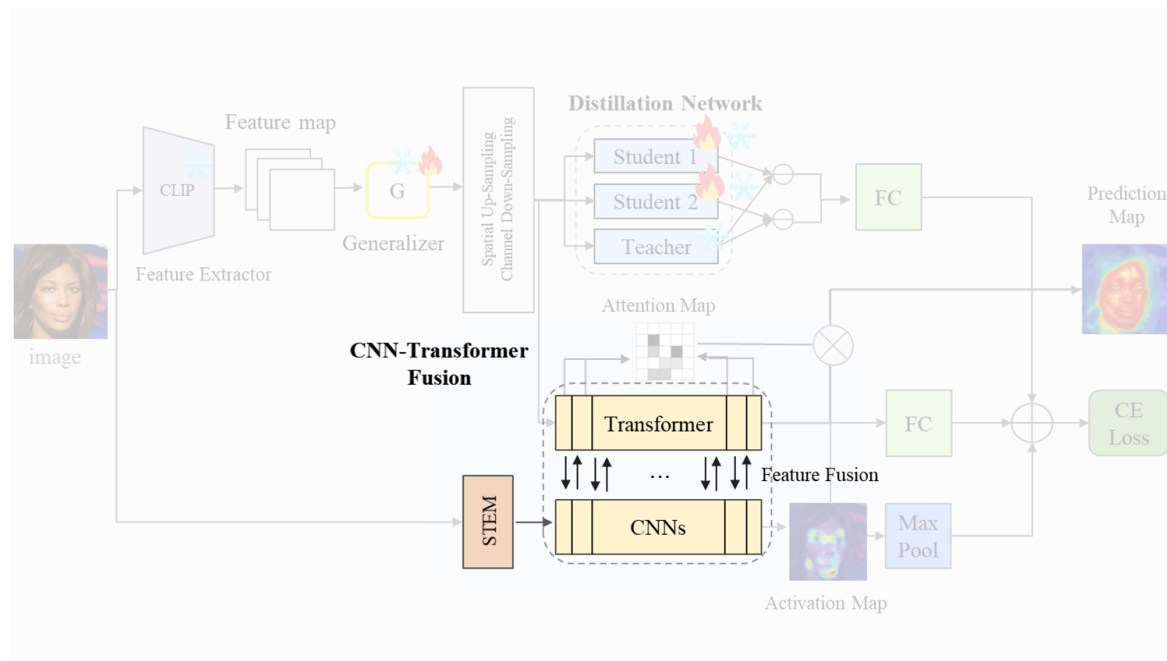 Distillation Network
Feature map
Spatial Up-Sampling
Channel Down-Sampling
Student 1
CLIP
G
Student 2
FC
Prediction
Map
Generalizer
Teacher
Feature Extractor
Attention Map
image
CNN-Transformer
Fusion
Transformer
FC
CE
Loss
...
Feature Fusion
STEM
CNNs
Max
Pool
Activation Map